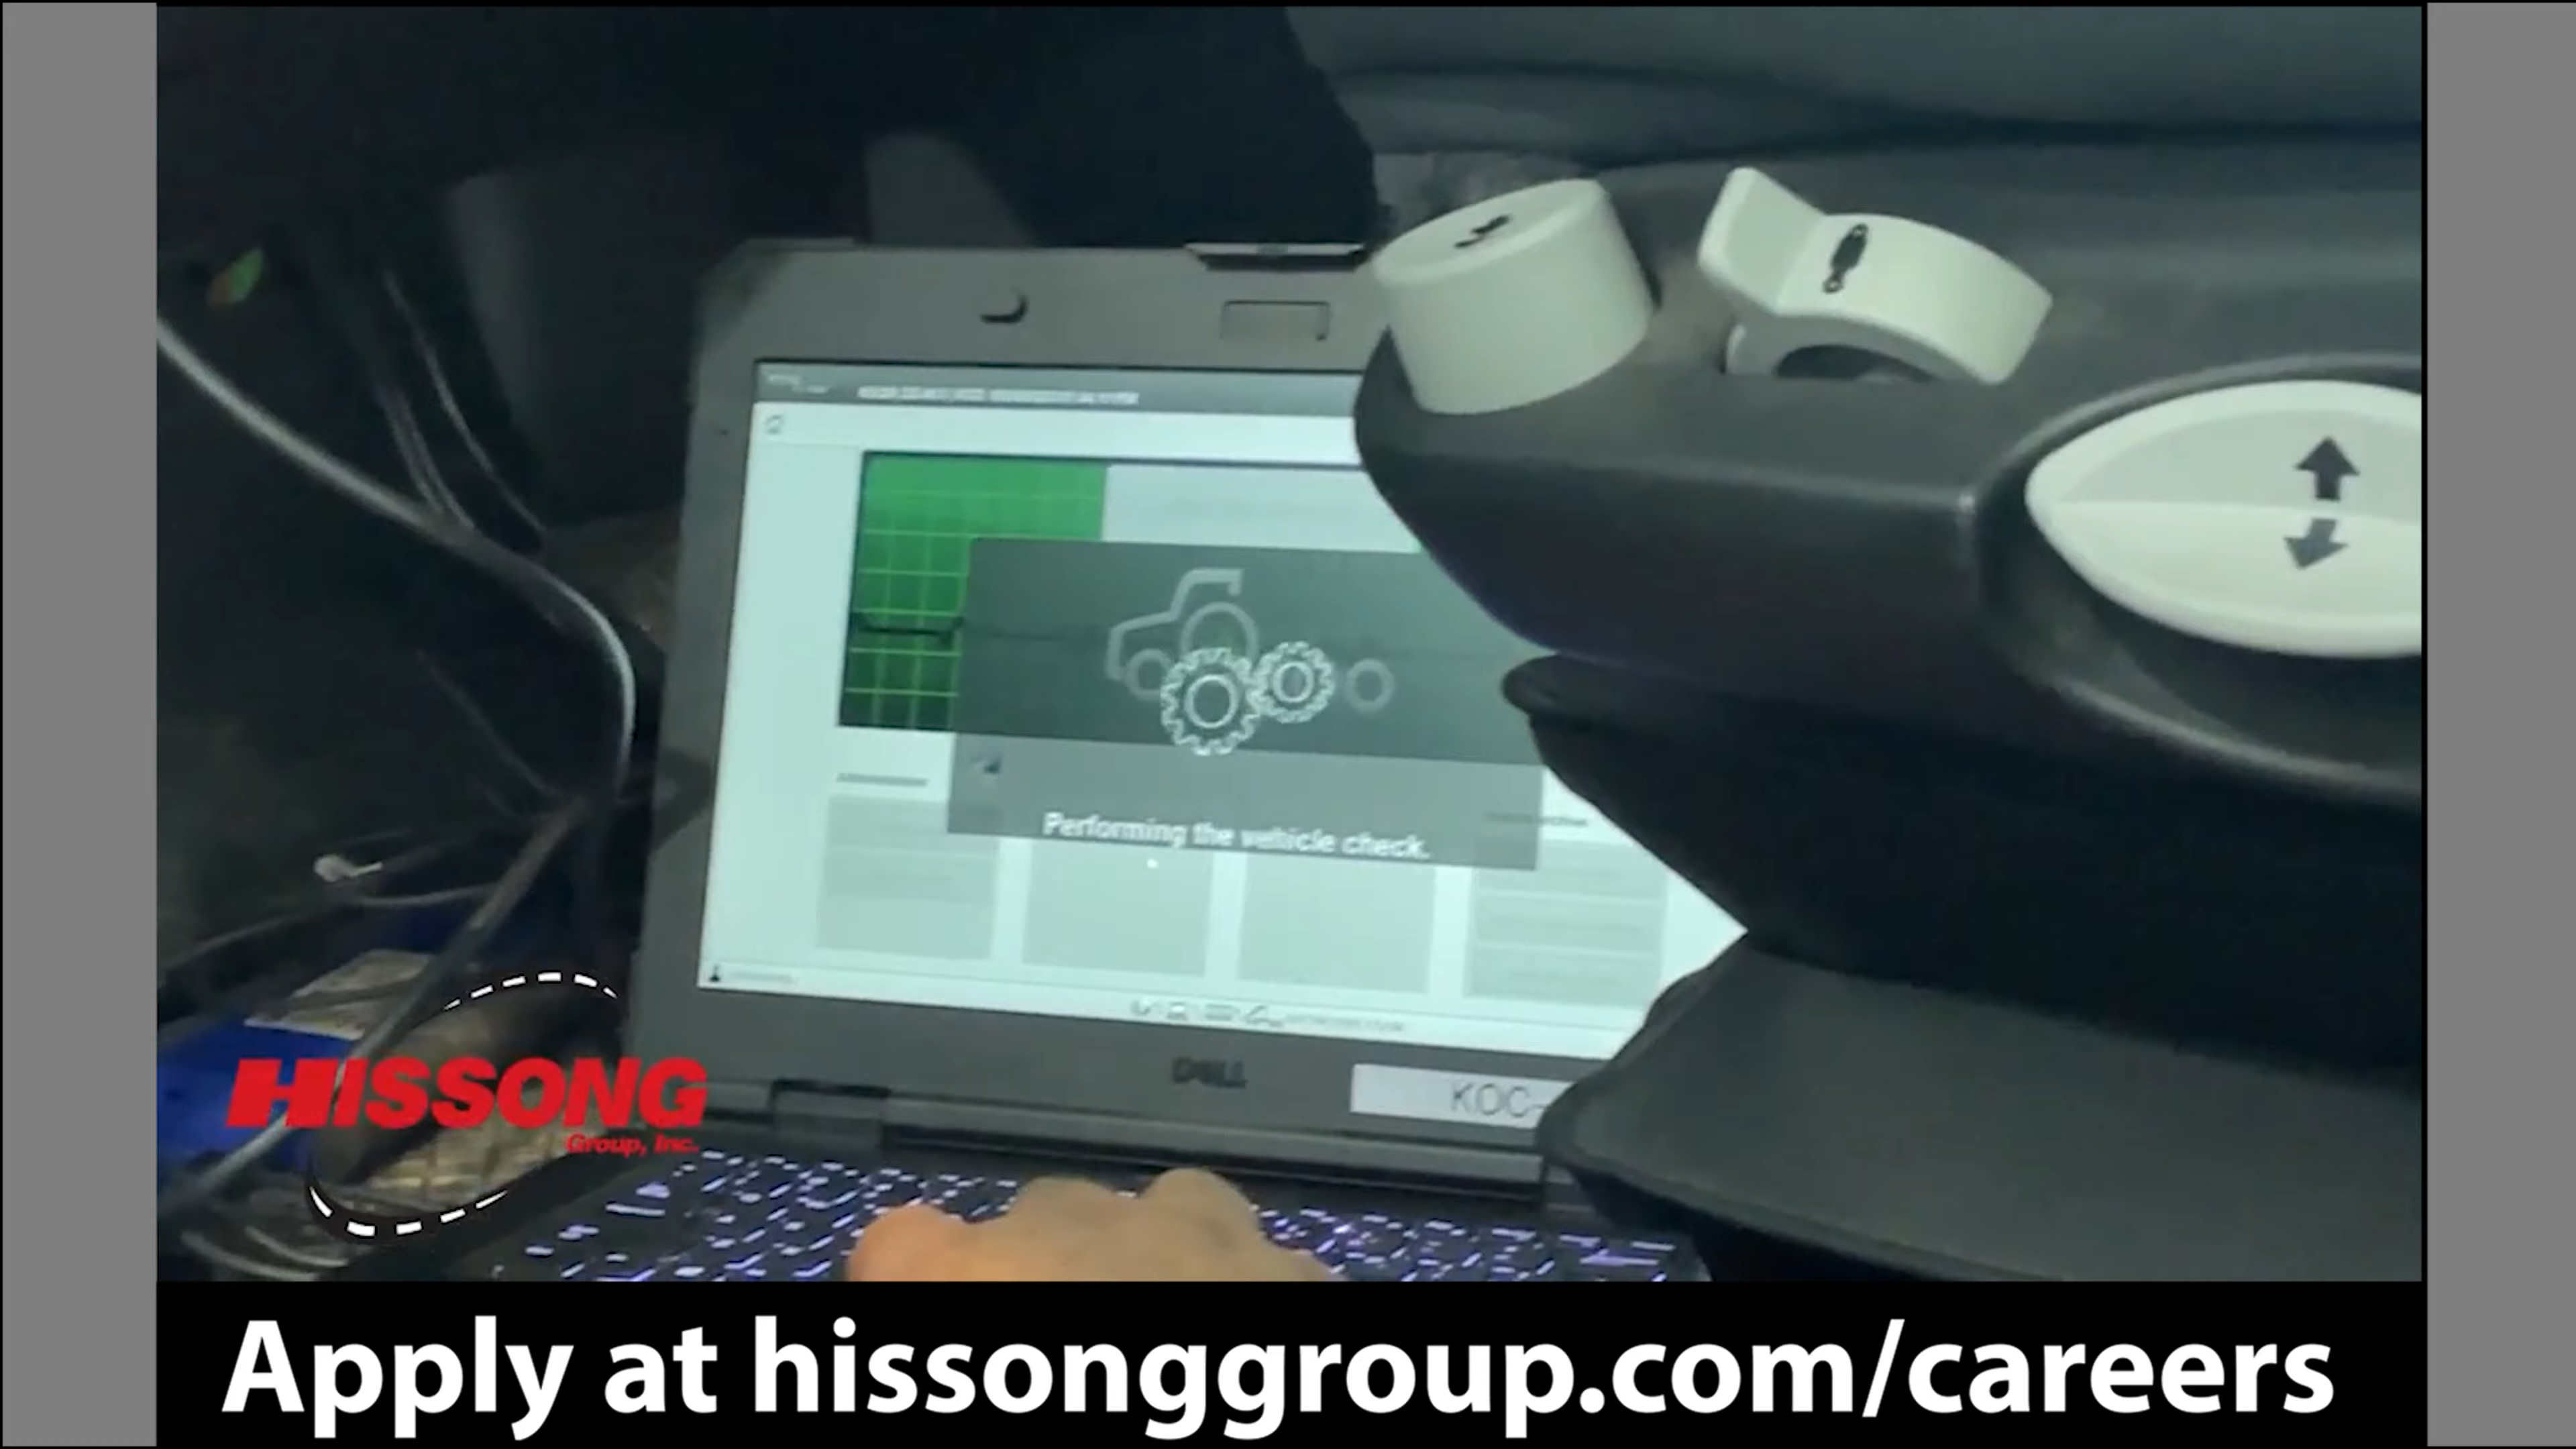 Performing the vehicle check.
DELL
KOC-
HISSONG
Group, Inc.
Apply at hissonggroup.com/careers